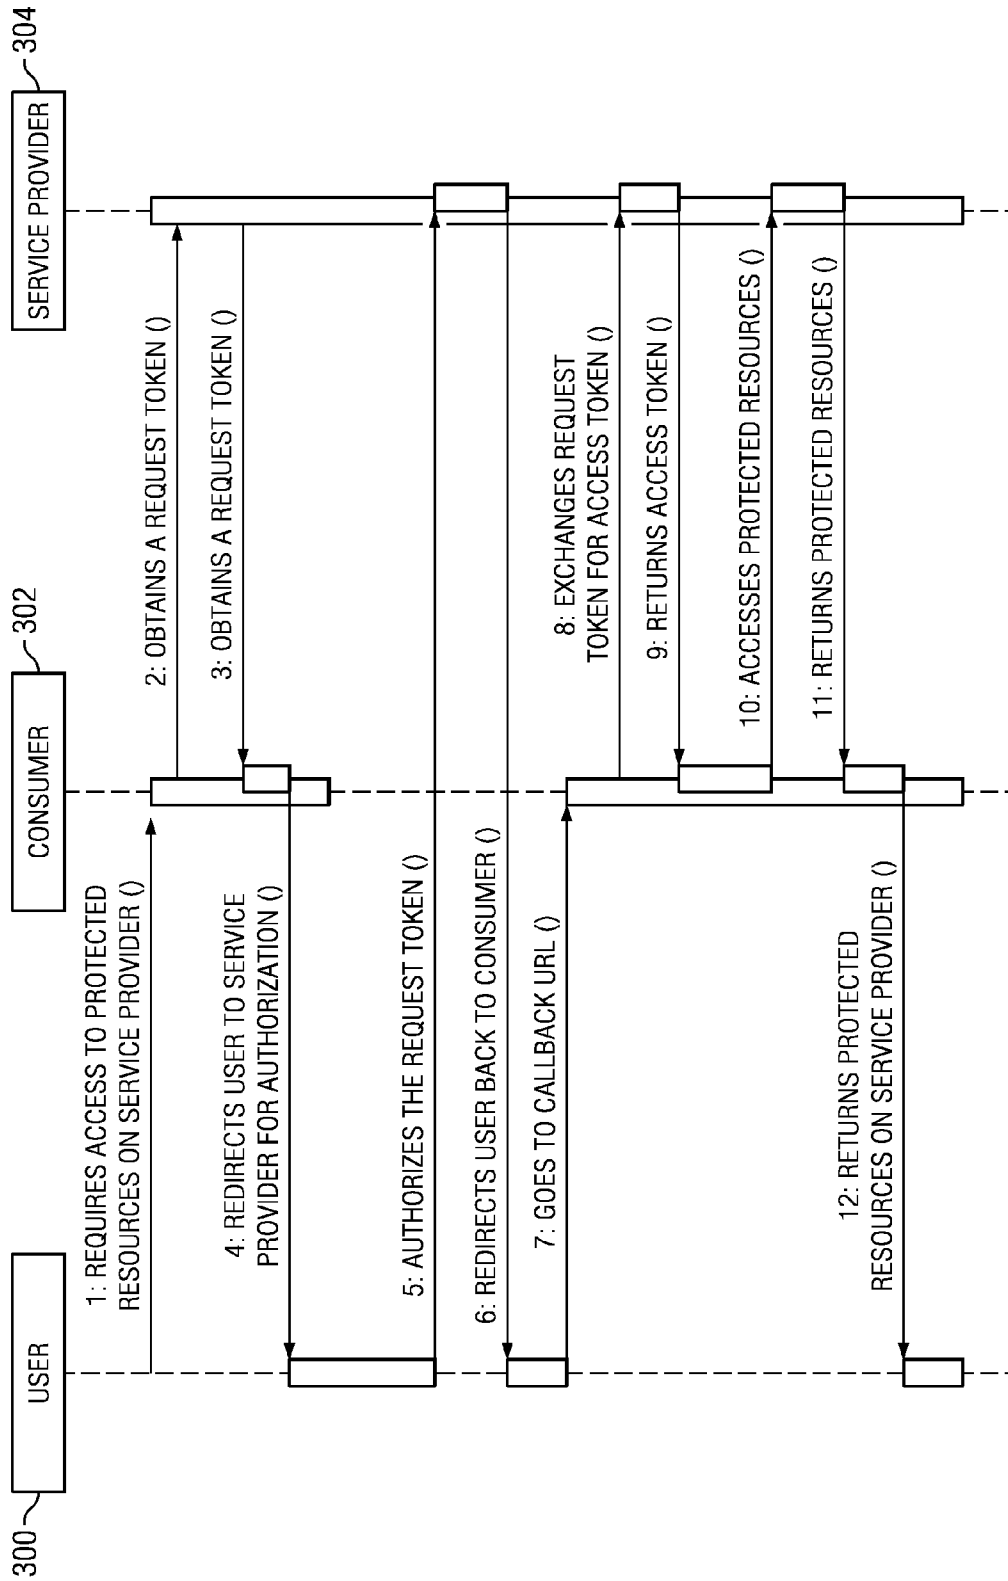 300
USER
CONSUMER
302
SERVICE PROVIDER
304
1: REQUIRES ACCESS TO PROTECTED
RESOURCES ON SERVICE PROVIDER ()
2: OBTAINS A REQUEST TOKEN ()
3: OBTAINS A REQUEST TOKEN ()
4: REDIRECTS USER TO SERVICE
PROVIDER FOR AUTHORIZATION ()
5: AUTHORIZES THE REQUEST TOKEN ()
6: REDIRECTS USER BACK TO CONSUMER ()
7: GOES TO CALLBACK URL ()
8: EXCHANGES REQUEST
TOKEN FOR ACCESS TOKEN ()
9: RETURNS ACCESS TOKEN ()
10: ACCESSES PROTECTED RESOURCES ()
11: RETURNS PROTECTED RESOURCES ()
12: RETURNS PROTECTED
RESOURCES ON SERVICE PROVIDER ()